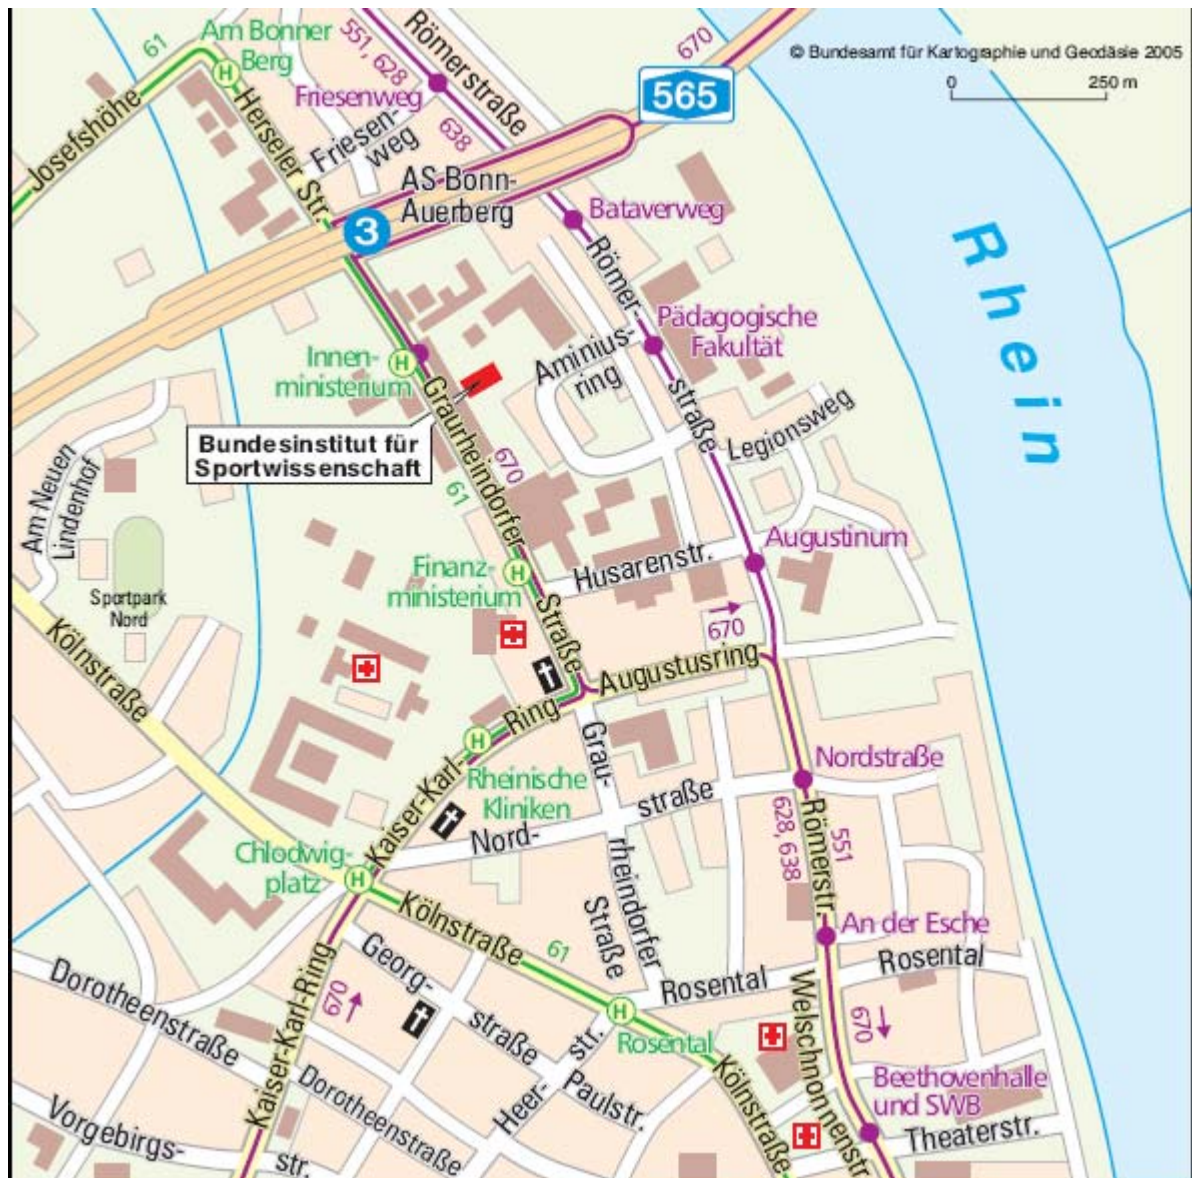 Am Bonner
Berg
61
551, 628
Römerstraße
670
© Bundesamt für Kartographie und Geodäsie 2005
0 250 m
565
Friesenweg
638
Josefshöhe
Herseler Str.
Friesen-
weg
AS Bonn-
Auerberg
3
Bataverweg
Rhein
Römer-
straße
Pädagogische
Fakultät
Innen-
ministerium
Aminius-
ring
Graurheindorfer
Straße
Legionsweg
Bundesinstitut für
Sportwissenschaft
670
61
Am Neuen
Lindenhof
Augustinum
Finanz-
ministerium
Husarenstr.
Sportpark
Nord
Kölnstraße
670
Augustusring
Kaiser-Karl-
Ring
Rheinische
Kliniken
Grau-
rheindorfer
Straße
Nordstraße
Nord-
straße
628, 638
551
Römerstr.
Chlodwig-
platz
Kölnstraße
61
An der Esche
Rosental
Rosental
Georg-
straße
Dorotheenstraße
Kaiser-Karl-Ring
670
Welschnonnenstr
670
Rosental
Heer-
str.
Paulstr.
Kölnstraße
Beethovenhalle
und SWB
Theaterstr.
Dorotheenstraße
Vorgebirgs-
str.
H
H
H
H
H
H